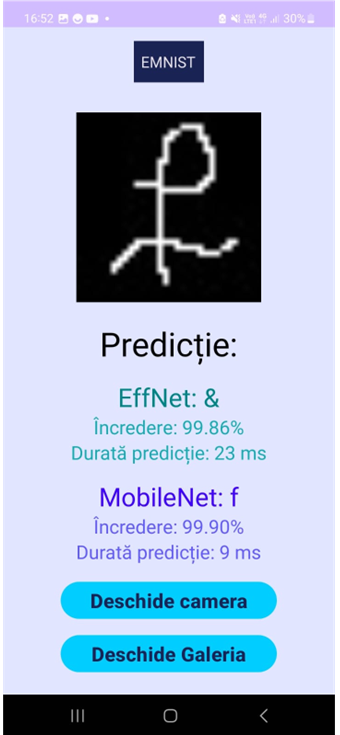 16:52 30%
EMNIST
Predicție:
EffNet: &
Încredere: 99.86%
Durată predicție: 23 ms
MobileNet: f
Încredere: 99.90%
Durată predicție: 9 ms
Deschide camera
Deschide Galeria